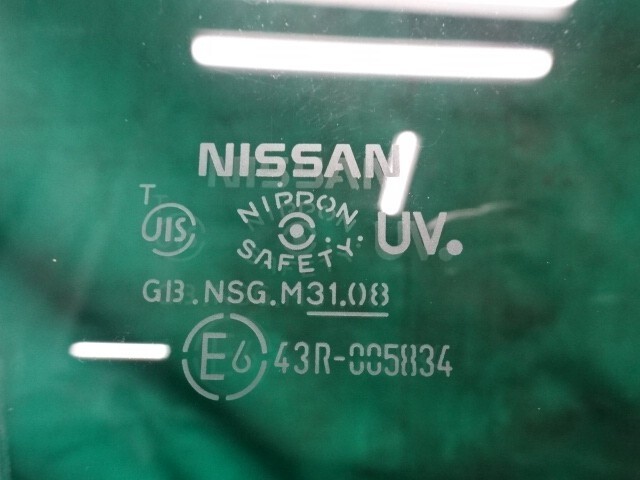 NISSAN
T
JIS
NIPPON
SAFETY.
UV.
GB.NSG.M31.08
E6 43R-005834